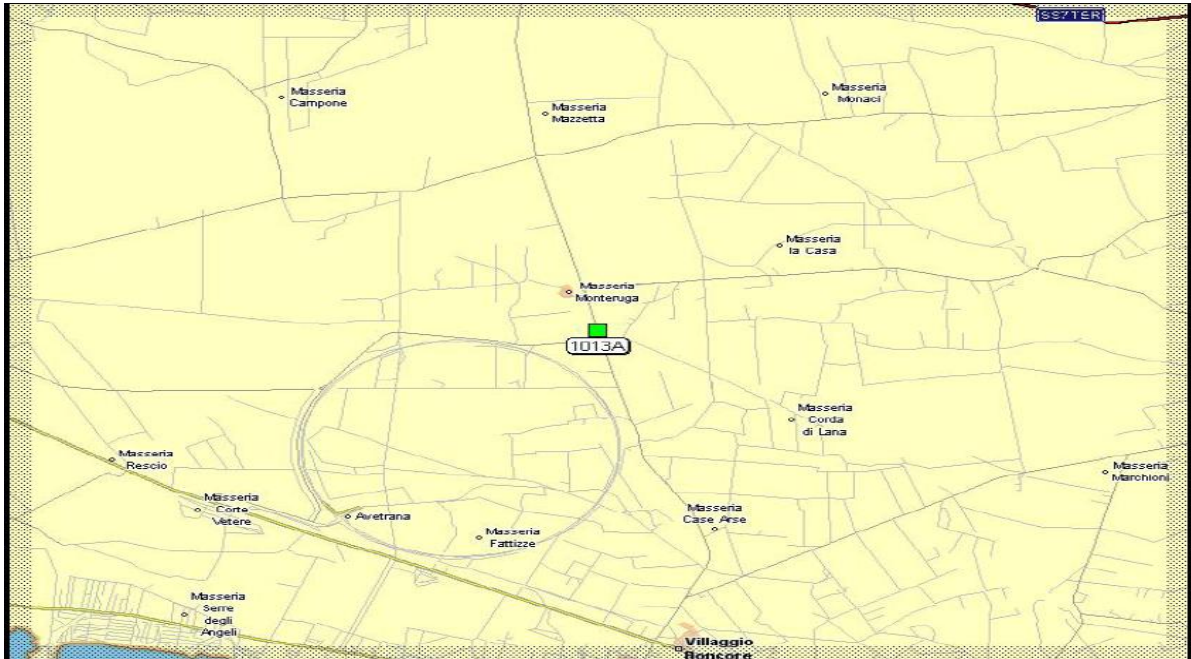 SS7TER
Masseria
Campone
Masseria
Mazzetta
Masseria
Monaci
Masseria
la Casa
Masseria
Monteruga
1013A
Masseria
Corda
di Lana
Masseria
Rescio
Masseria
Marchioni
Masseria
Corte
Vetere
Avetrana
Masseria
Case Arse
Masseria
Fattizze
Masseria
Serre
degli
Angeli
Villaggio
Boncore